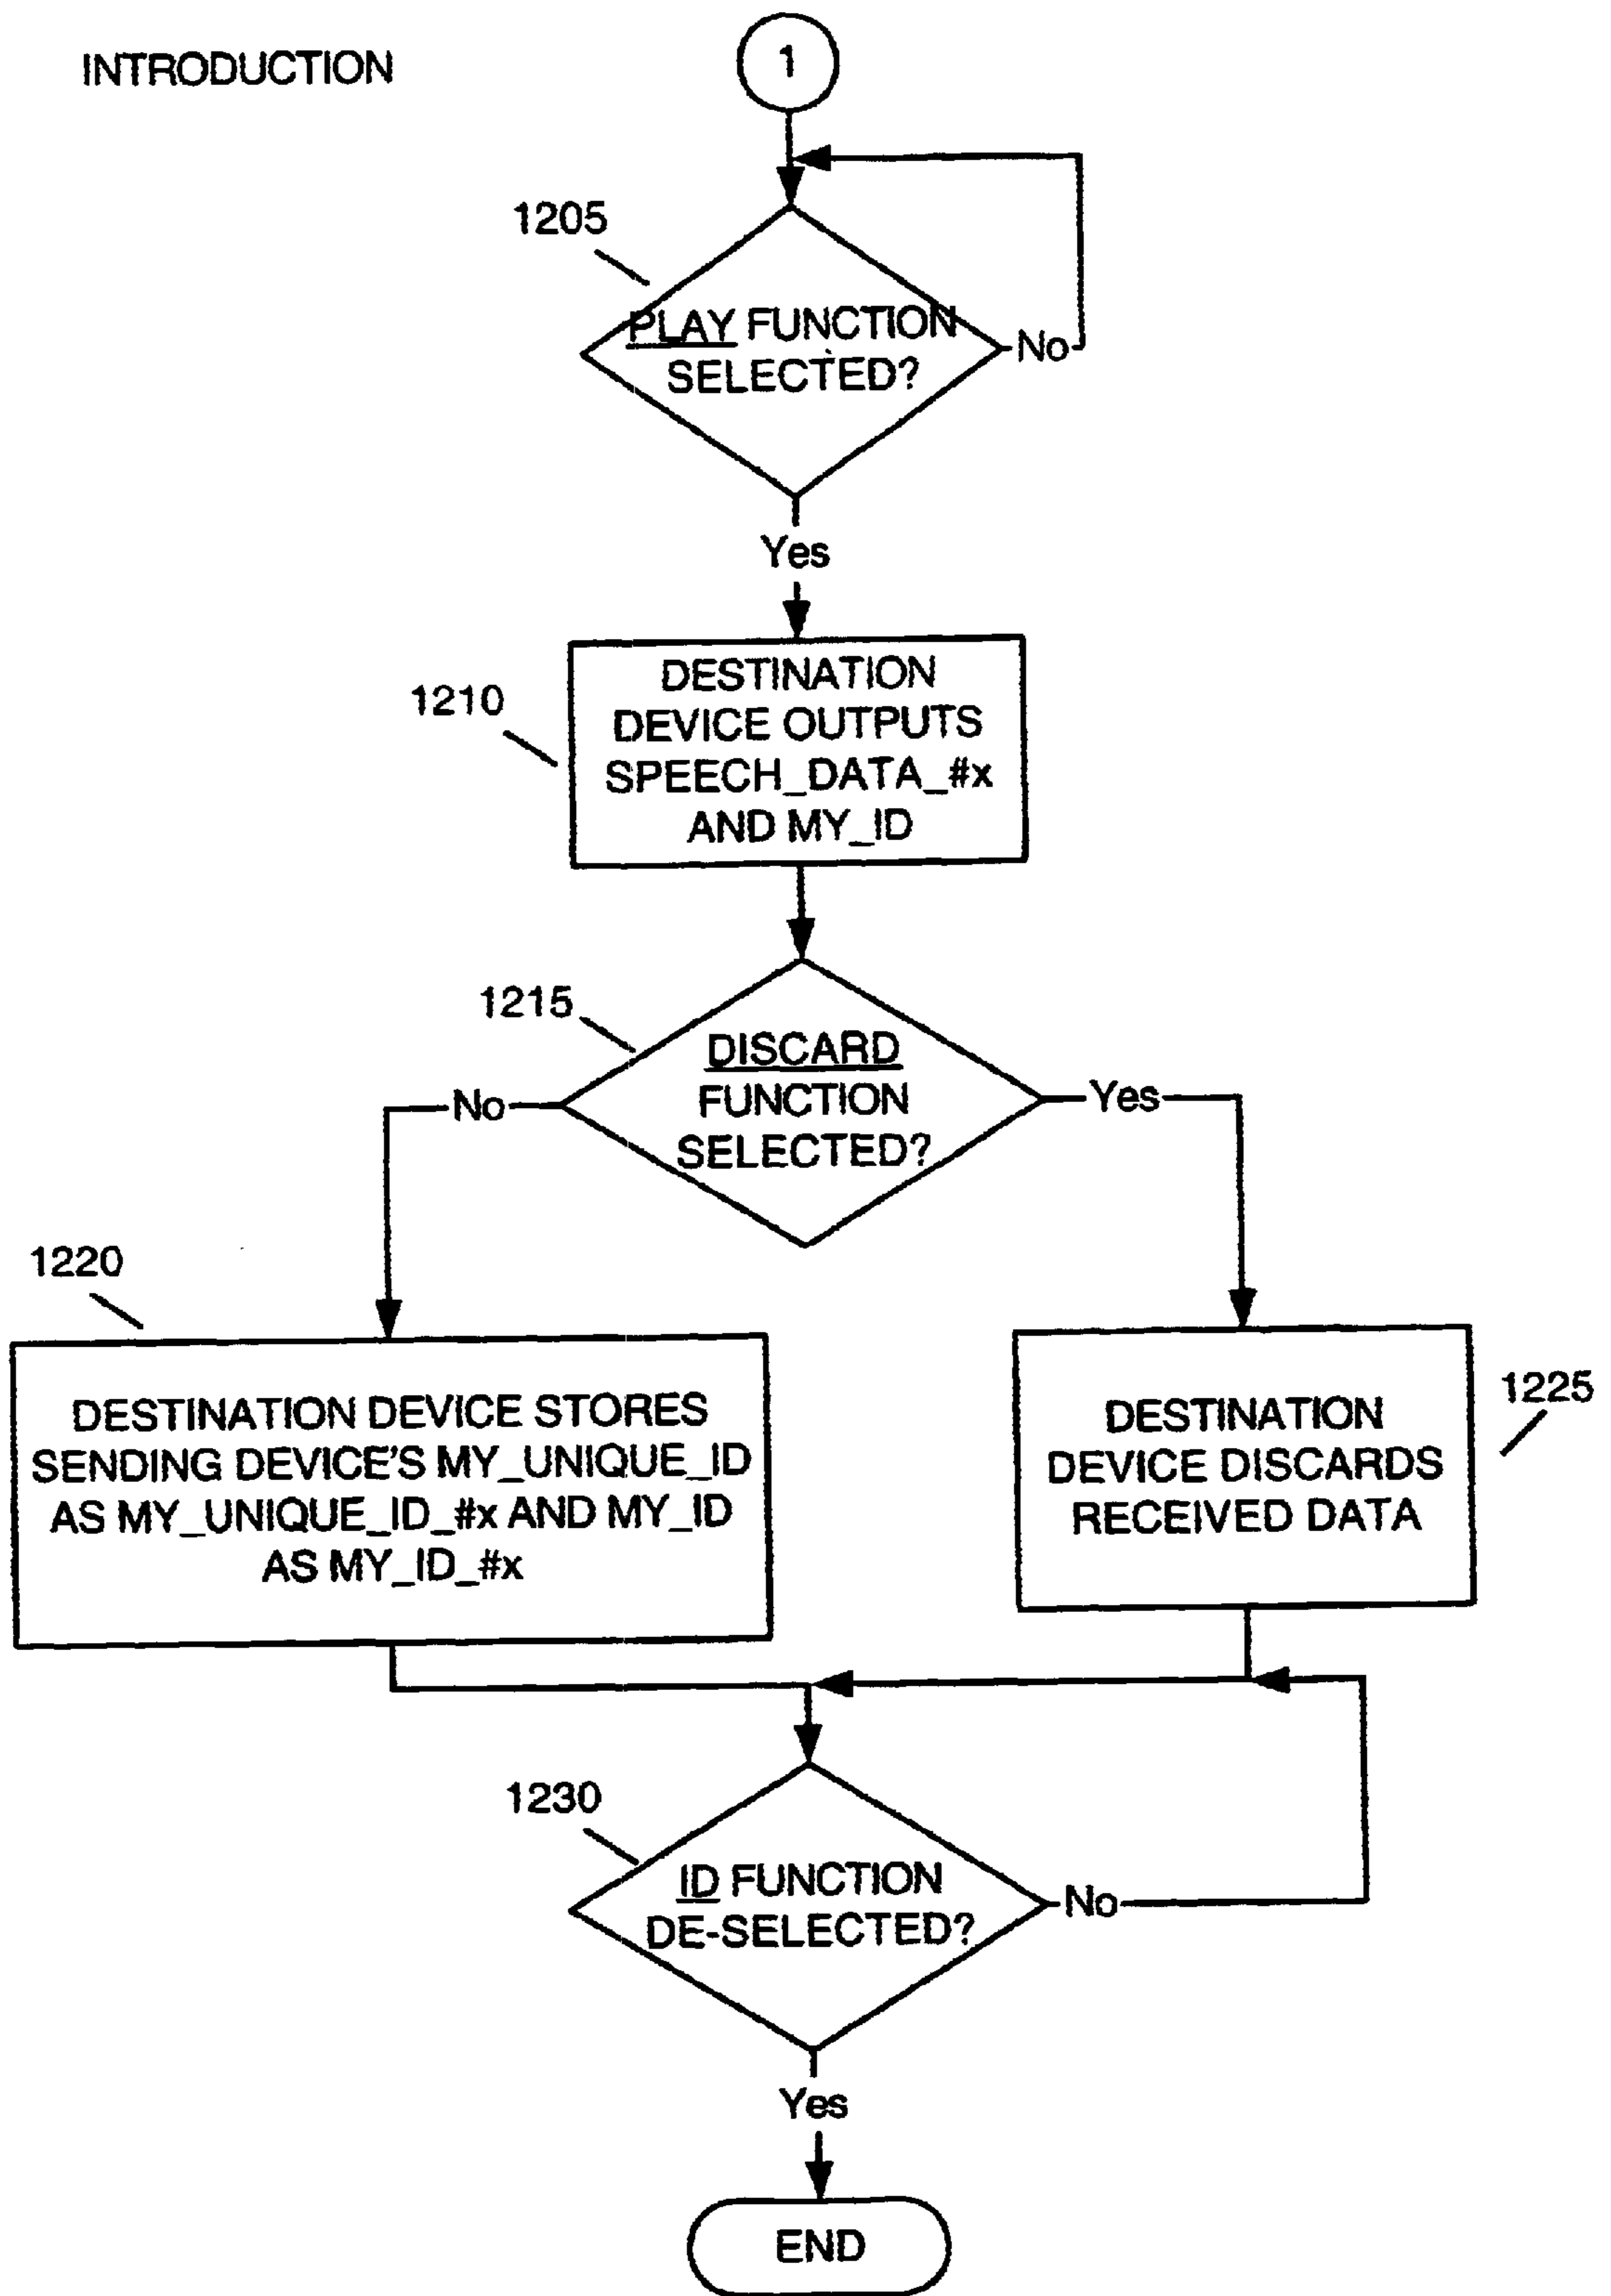 INTRODUCTION
1
1205
PLAY FUNCTION
SELECTED?
No
Yes
1210
DESTINATION
DEVICE OUTPUTS
SPEECH_DATA_#x
AND MY_ID
1215
DISCARD
FUNCTION
SELECTED?
No
Yes
1220
DESTINATION DEVICE STORES
SENDING DEVICE'S MY_UNIQUE_ID
AS MY_UNIQUE_ID_#x AND MY_ID
AS MY_ID_#x
1225
DESTINATION
DEVICE DISCARDS
RECEIVED DATA
1230
ID FUNCTION
DE-SELECTED?
No
Yes
END